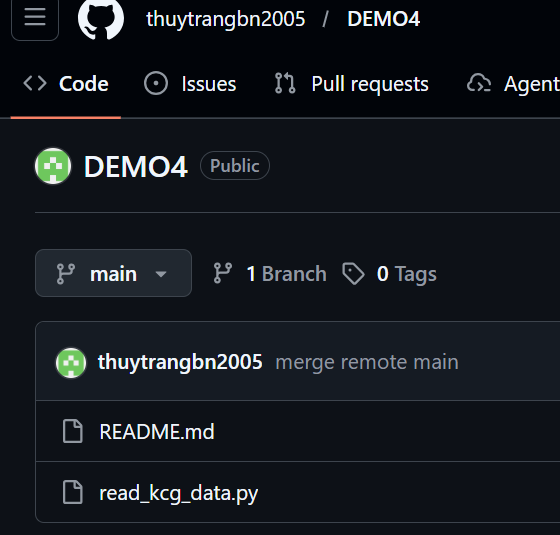 thuytrangbn2005 / DEMO4
Code Issues Pull requests Agent
DEMO4 Public
main 1 Branch 0 Tags
thuytrangbn2005 merge remote main
README.md
read_kcg_data.py